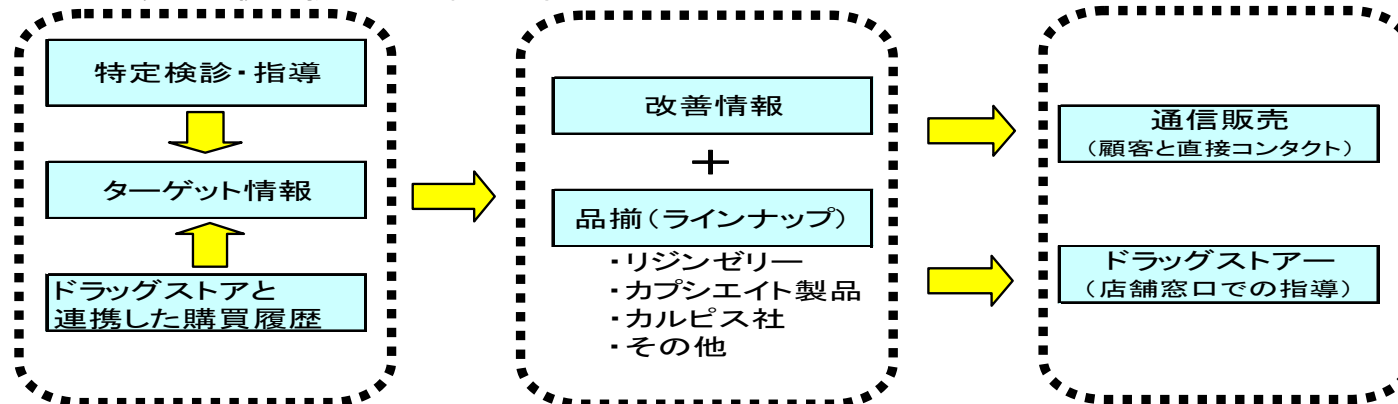 特定検診・指導
ターゲット情報
ドラッグストアと
連携した購買履歴
改善情報
＋
品揃（ラインナップ）
・リジンゼリー
・カプシエイト製品
・カルピス社
・その他
通信販売
（顧客と直接コンタクト）
ドラッグストアー
（店舗窓口での指導）